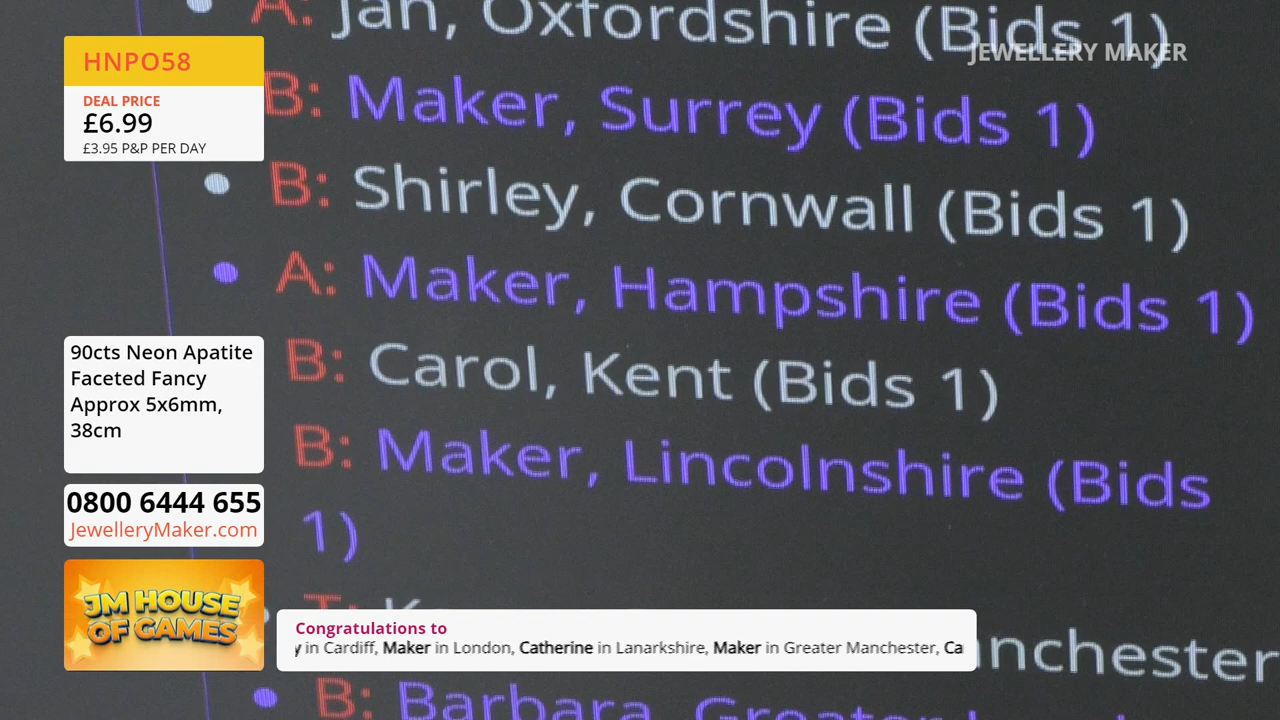 A: Jan, Oxfordshire (Bids 1)
JEWELLERY MAKER
HNPO58
DEAL PRICE
£6.99
£3.95 P&P PER DAY
B: Maker, Surrey (Bids 1)
B: Shirley, Cornwall (Bids 1)
A: Maker, Hampshire (Bids 1)
B: Carol, Kent (Bids 1)
B: Maker, Lincolnshire (Bids
1)
90cts Neon Apatite
Faceted Fancy
Approx 5x6mm,
38cm
0800 6444 655
JewelleryMaker.com
JM HOUSE
OF GAMES
Congratulations to
y in Cardiff, Maker in London, Catherine in Lanarkshire, Maker in Greater Manchester, Ca
nchester
B: Barbara, Greater